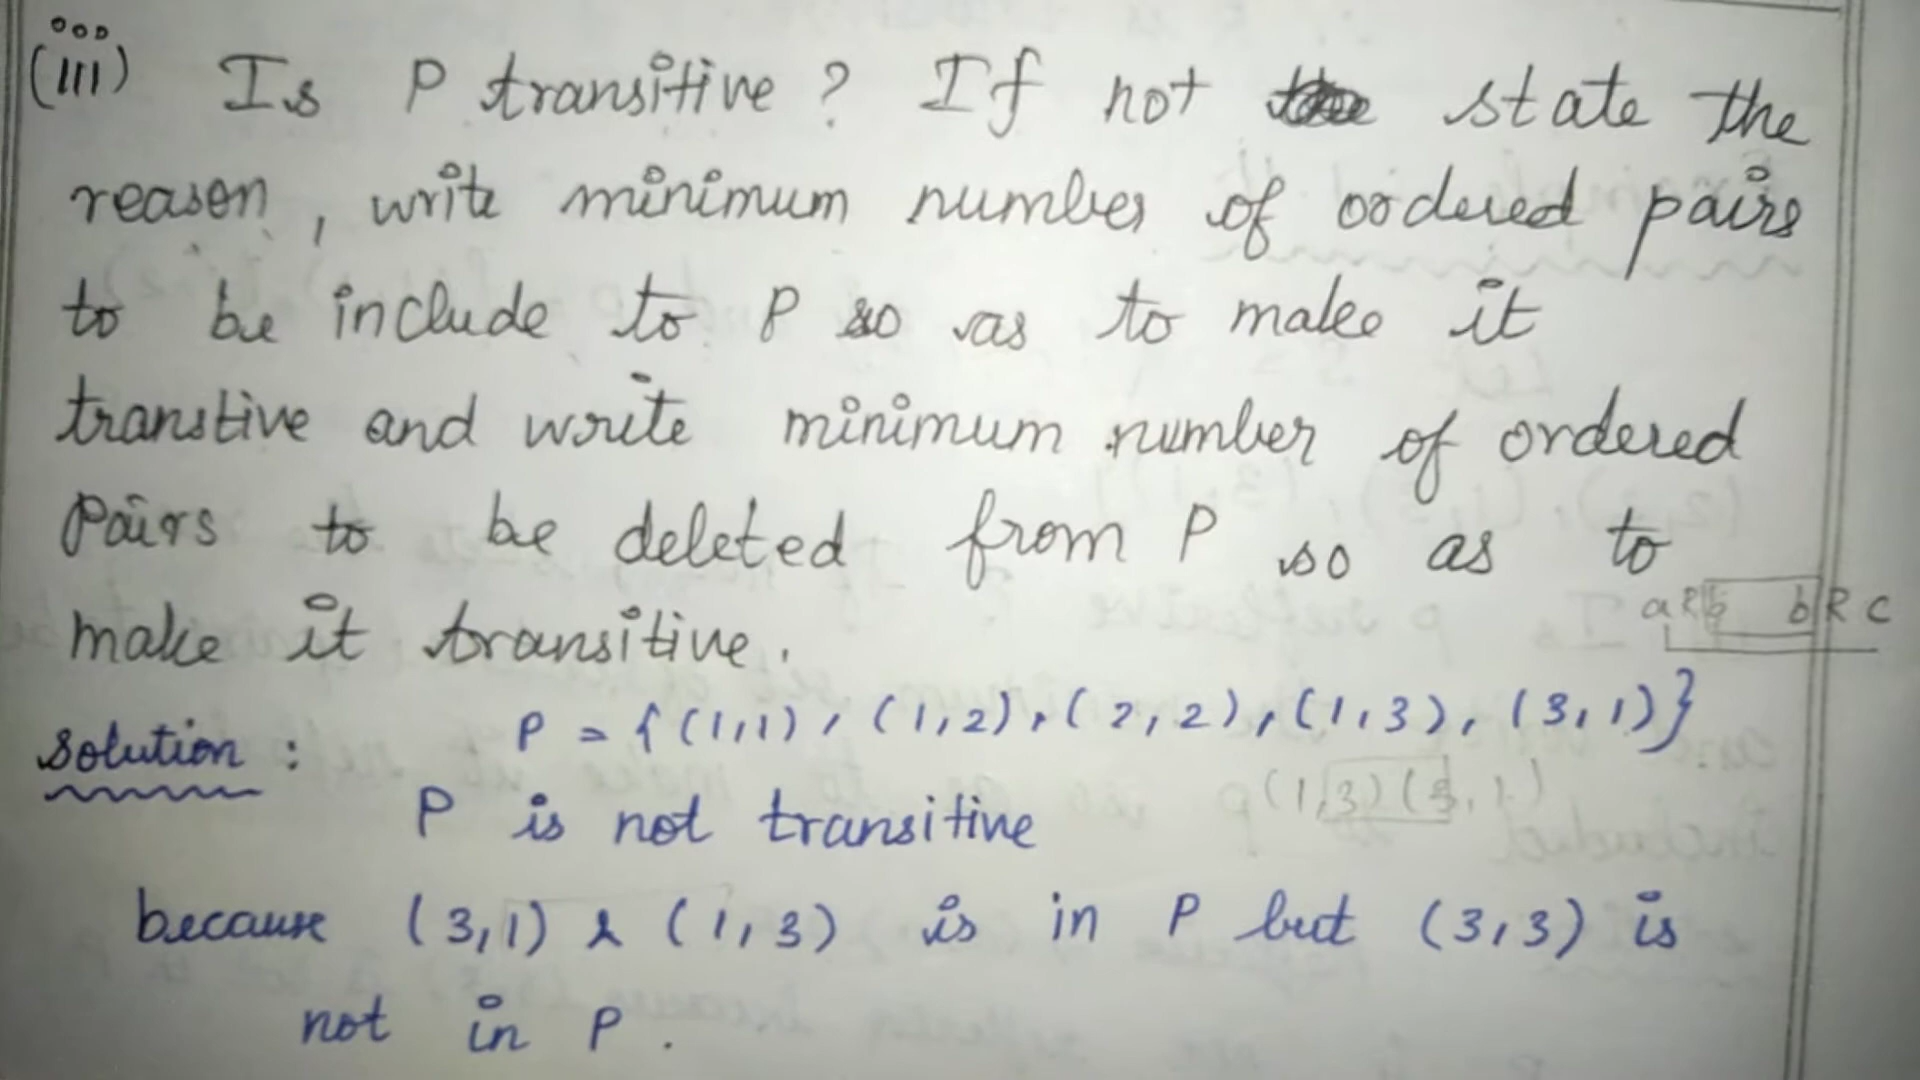 (iii) Is P transitive? If not state the
reason, write minimum number of ordered pairs
to be include to P so as to make it
transtive and write minimum number of ordered
Pairs to be deleted from P so as to
make it transitive.
aRb bRc
Solution: P = {(1,1), (1,2), (2,2), (1,3), (3,1)}
(1,3) (3,1)
P is not transitive
because (3,1) & (1,3) is in P but (3,3) is
not in P.